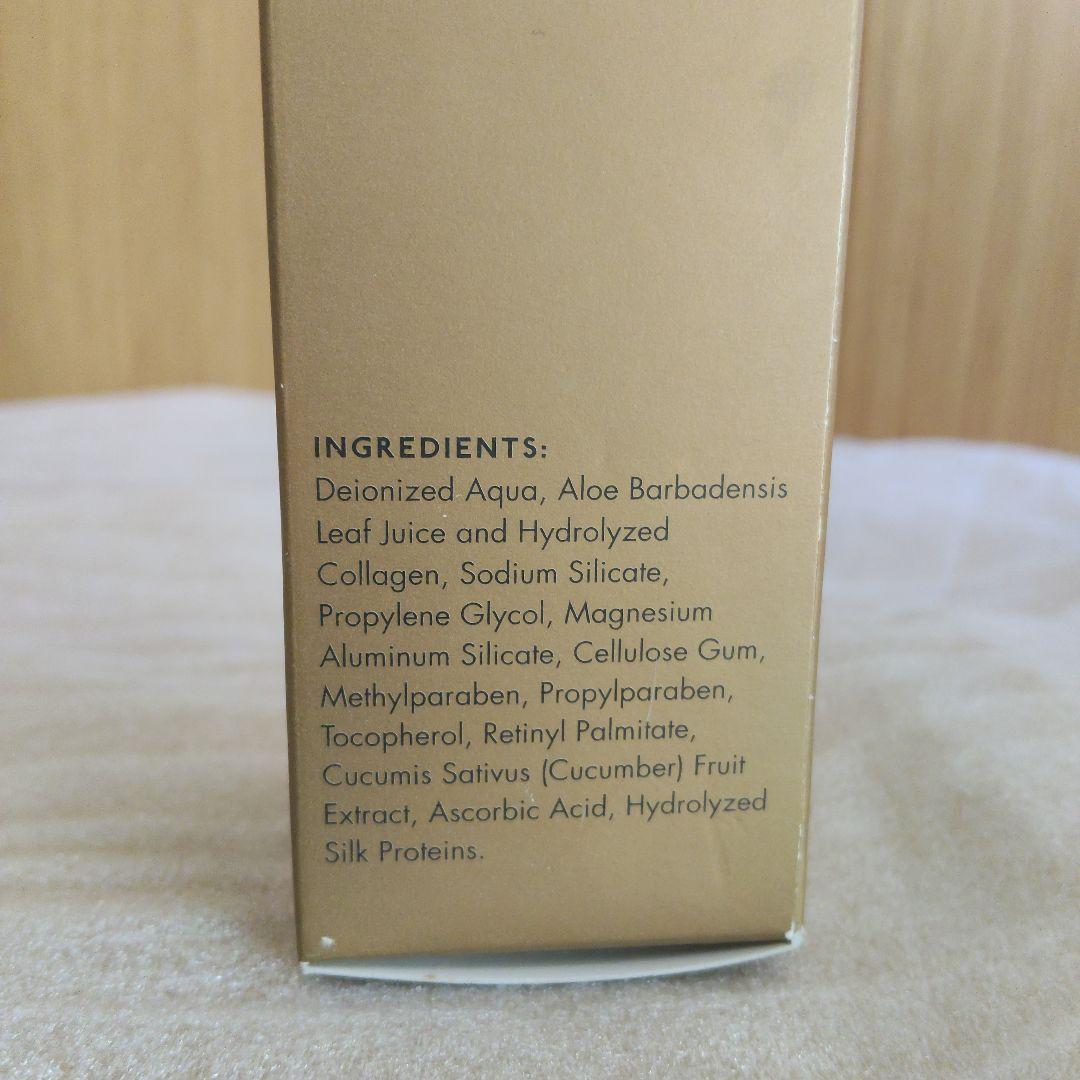 INGREDIENTS:
Deionized Aqua, Aloe Barbadensis
Leaf Juice and Hydrolyzed
Collagen, Sodium Silicate,
Propylene Glycol, Magnesium
Aluminum Silicate, Cellulose Gum,
Methylparaben, Propylparaben,
Tocopherol, Retinyl Palmitate,
Cucumis Sativus (Cucumber) Fruit
Extract, Ascorbic Acid, Hydrolyzed
Silk Proteins.